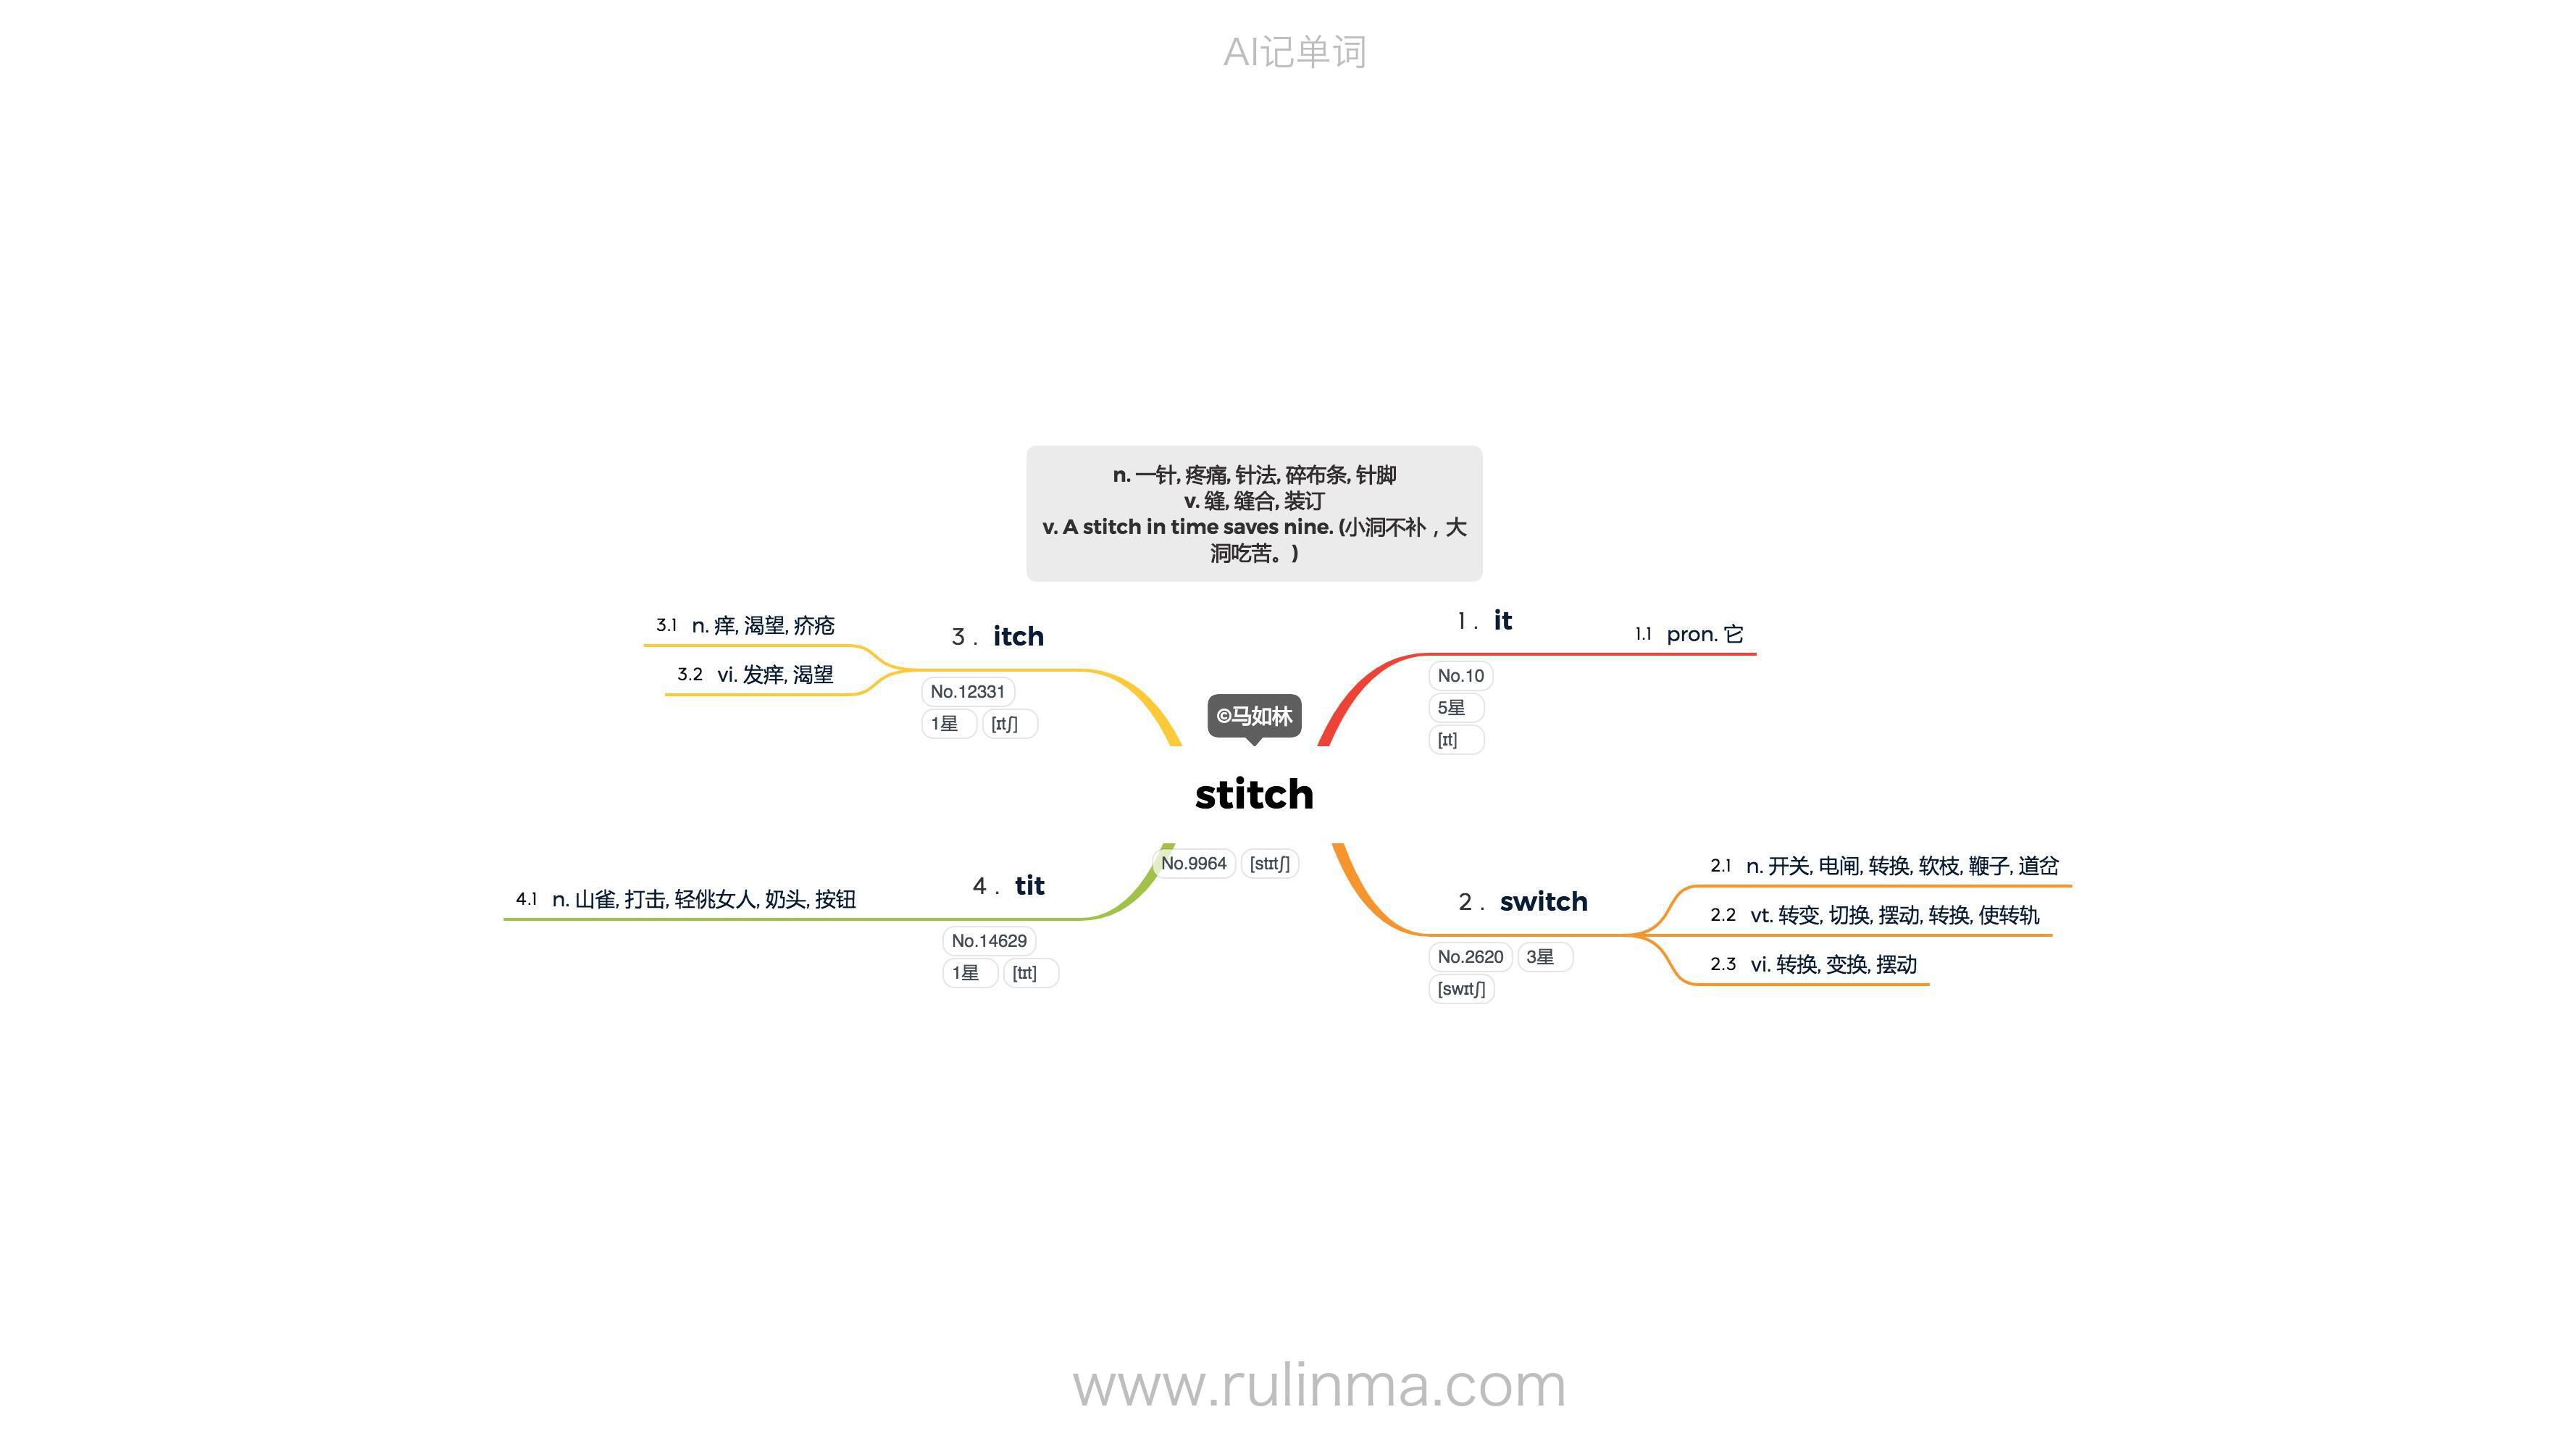 AI记单词
n. 一针, 疼痛, 针法, 碎布条, 针脚
v. 缝, 缝合, 装订
v. A stitch in time saves nine. (小洞不补，大
洞吃苦。)
©马如林
stitch
No.9964 [stɪtʃ]
1. it
No.10
5星
[ɪt]
1.1 pron. 它
2. switch
No.2620 3星
[swɪtʃ]
2.1 n. 开关, 电闸, 转换, 软枝, 鞭子, 道岔
2.2 vt. 转变, 切换, 摆动, 转换, 使转轨
2.3 vi. 转换, 变换, 摆动
3. itch
No.12331
1星 [ɪtʃ]
3.1 n. 痒, 渴望, 疥疮
3.2 vi. 发痒, 渴望
4. tit
No.14629
1星 [tɪt]
4.1 n. 山雀, 打击, 轻佻女人, 奶头, 按钮
www.rulinma.com